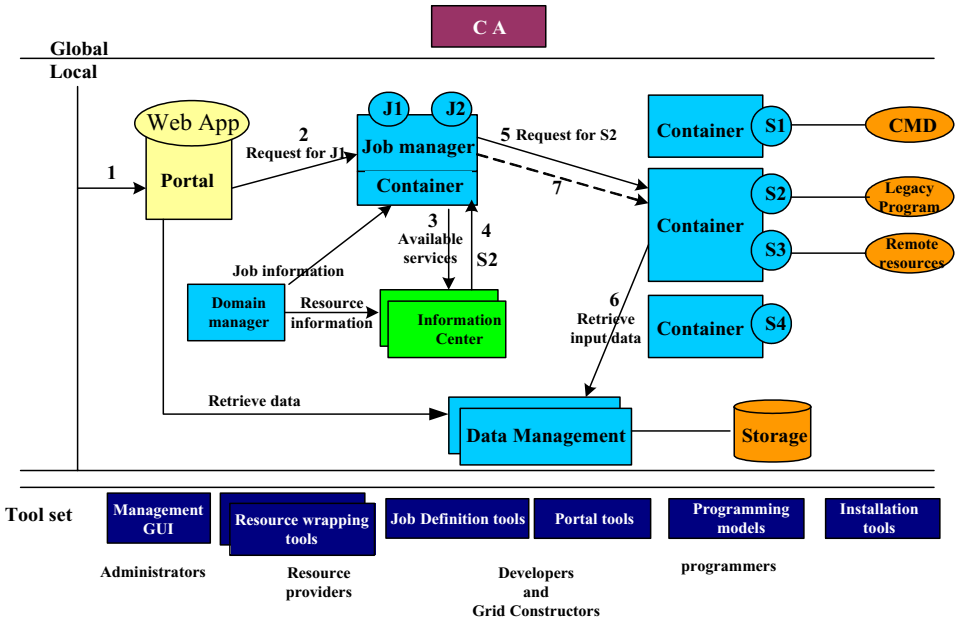 C A
Global
Local
Web App
Portal
1
2
Request for J1
J1
J2
Job manager
Container
5 Request for S2
7
Container
S1
CMD
Container
S2
Legacy
Program
S3
Remote
resources
3
Available
services
4
S2
Job information
Domain
manager
Resource
information
Information
Center
6
Retrieve
input data
Container
S4
Retrieve data
Data Management
Storage
Tool set
Management
GUI
Resource wrapping
tools
Job Definition tools
Portal tools
Programming
models
Installation
tools
Administrators
Resource
providers
Developers
and
Grid Constructors
programmers